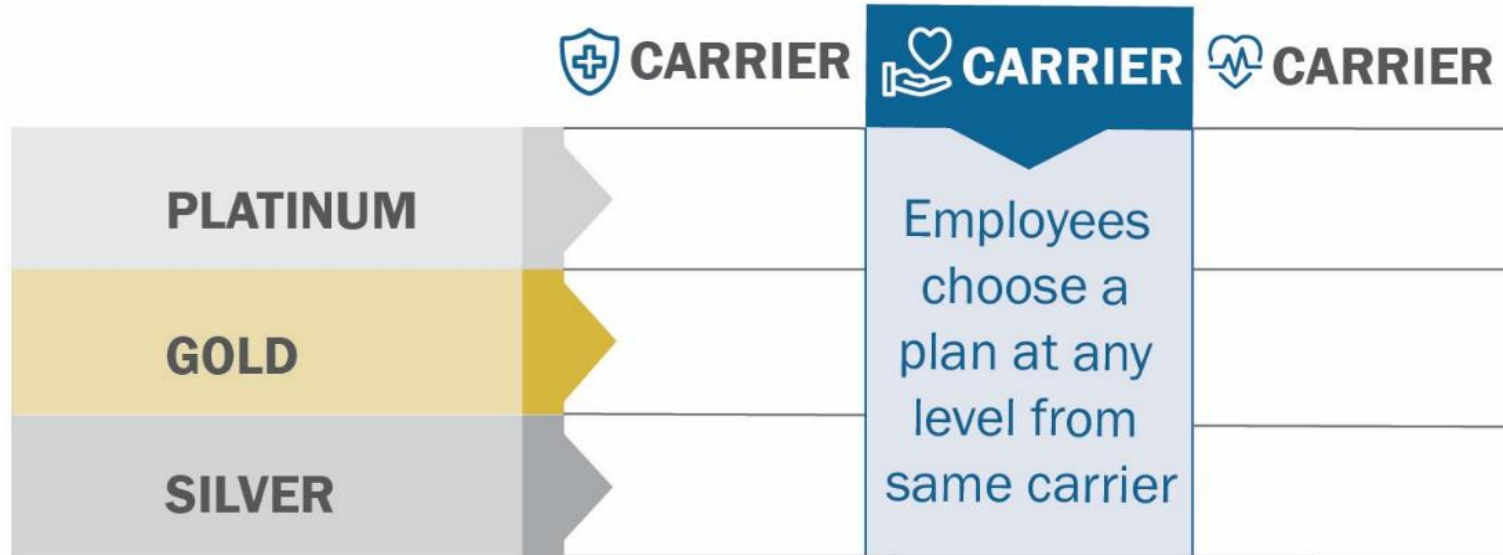 CARRIER CARRIER CARRIER
PLATINUM
GOLD
SILVER
Employees
choose a
plan at any
level from
same carrier